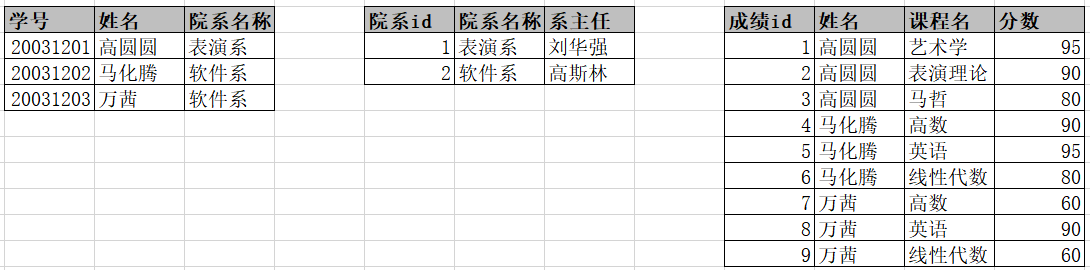 学号 姓名 院系名称 院系id 院系名称 系主任 成绩id 姓名 课程名 分数
20031201 高圆圆 表演系 1 表演系 刘华强 1 高圆圆 艺术学 95
20031202 马化腾 软件系 2 软件系 高斯林 2 高圆圆 表演理论 90
20031203 万茜 软件系 3 高圆圆 马哲 80
4 马化腾 高数 90
5 马化腾 英语 95
6 马化腾 线性代数 80
7 万茜 高数 60
8 万茜 英语 90
9 万茜 线性代数 60